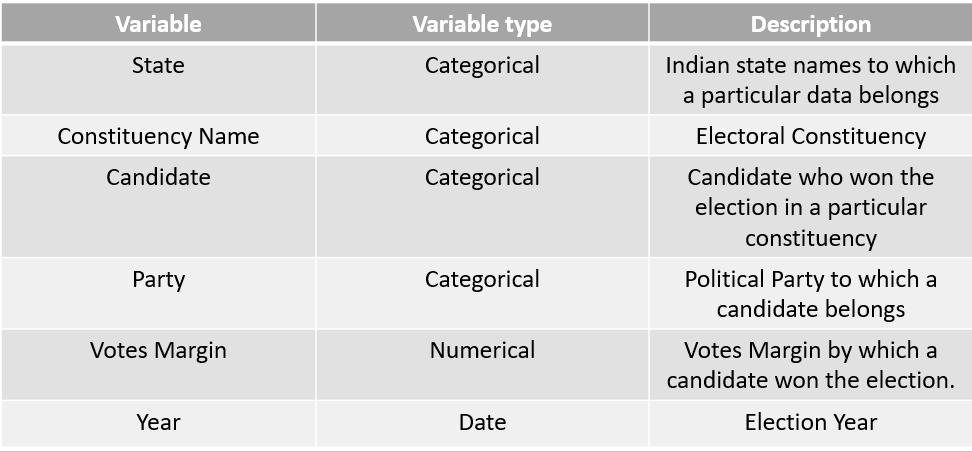 Variable Variable type Description
State Categorical Indian state names to which
a particular data belongs
Constituency Name Categorical Electoral Constituency
Candidate Categorical Candidate who won the
election in a particular
constituency
Party Categorical Political Party to which a
candidate belongs
Votes Margin Numerical Votes Margin by which a
candidate won the election.
Year Date Election Year